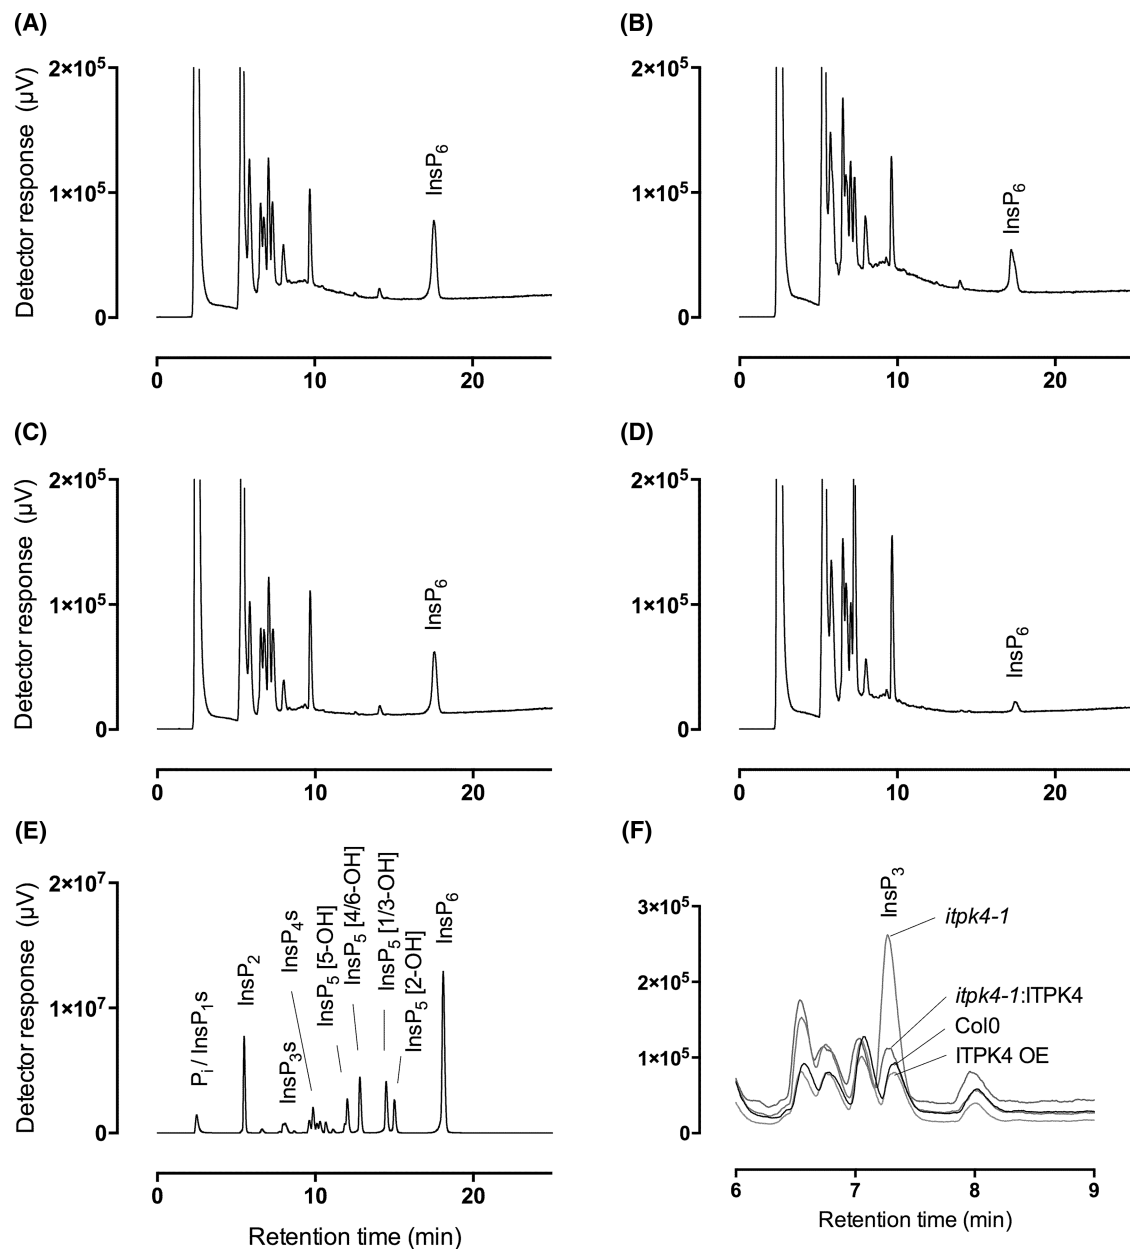 (A)
Detector response (μV)
2×10⁵
1×10⁵
0
InsP₆
0 10 20
(B)
2×10⁵
1×10⁵
0
InsP₆
0 10 20
(C)
Detector response (μV)
2×10⁵
1×10⁵
0
InsP₆
0 10 20
(D)
2×10⁵
1×10⁵
0
InsP₆
0 10 20
(E)
Detector response (μV)
2×10⁷
1×10⁷
0
Pᵢ / InsP₁s
InsP₂
InsP₃s
InsP₄s
InsP₅ [5-OH]
InsP₅ [4/6-OH]
InsP₅ [1/3-OH]
InsP₅ [2-OH]
InsP₆
0 10 20
Retention time (min)
(F)
3×10⁵
2×10⁵
1×10⁵
0
InsP₃
itpk4-1
itpk4-1:ITPK4
Col0
ITPK4 OE
6 7 8 9
Retention time (min)